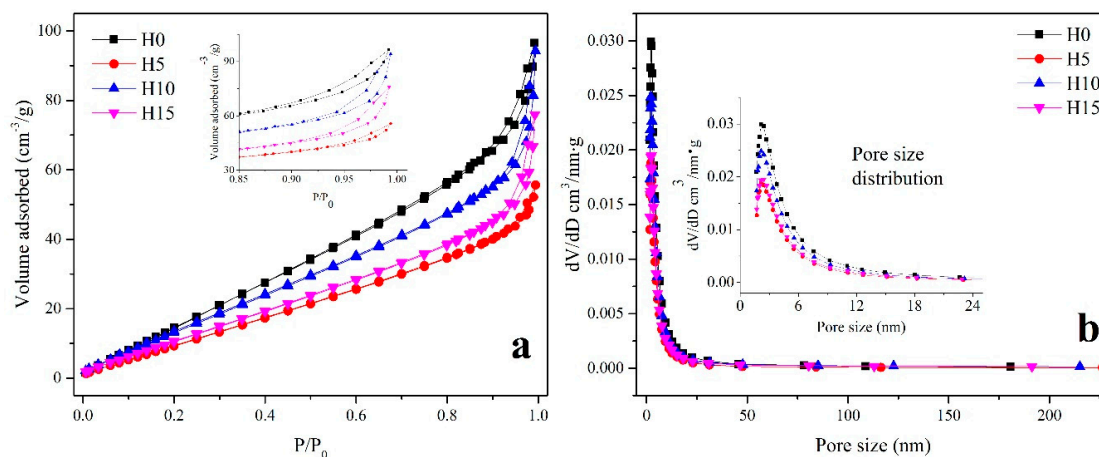 100
80
60
40
20
0
Volume adsorbed (cm⁻³/g)
H0
H5
H10
H15
90
60
30
Volume adsorbed (cm⁻³/g)
0.85 0.90 0.95 1.00
P/P₀
a
0.0 0.2 0.4 0.6 0.8 1.0
P/P₀
0.030
0.025
0.020
0.015
0.010
0.005
0.000
dV/dD cm³/nm·g
H0
H5
H10
H15
0.03
0.02
0.01
0.00
dV/dD cm³/nm•g
Pore size
distribution
0 6 12 18 24
Pore size (nm)
b
0 50 100 150 200
Pore size (nm)